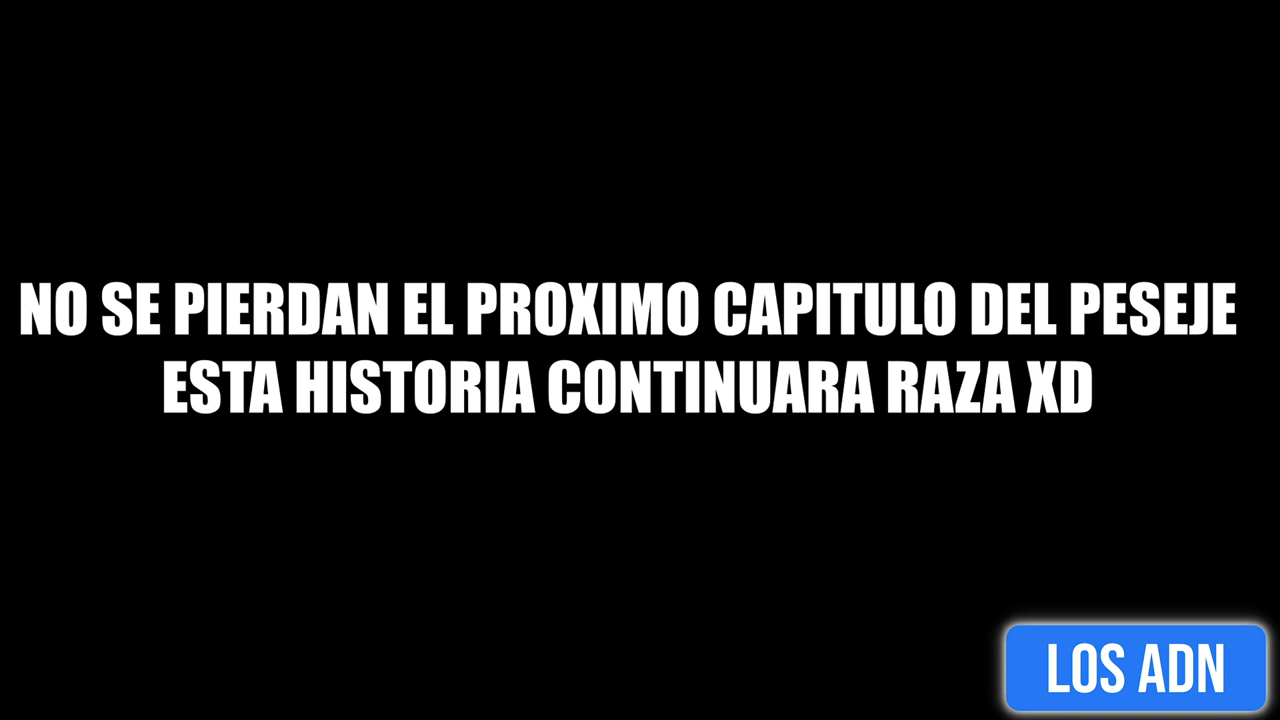 NO SE PIERDAN EL PROXIMO CAPITULO DEL PESEJE
ESTA HISTORIA CONTINUARA RAZA XD
LOS ADN